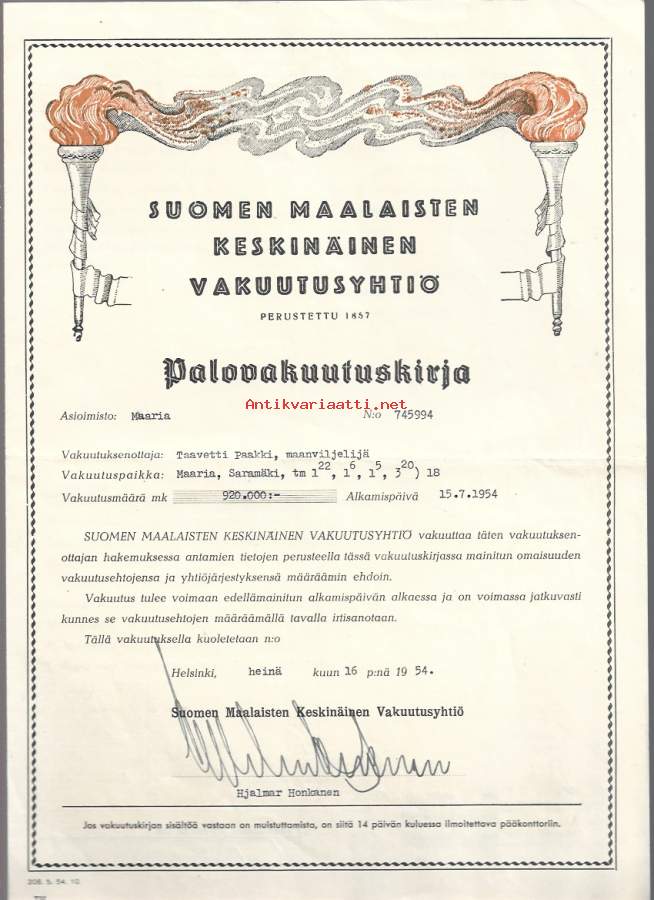 SUOMEN MAALAISTEN
KESKINÄINEN
VAKUUTUSYHTIÖ
PERUSTETTU 1857
Palovakuutuskirja
Antikvariaatti.net
Asioimisto: Maaria N:o 745994
Vakuutuksenottaja: Taavetti Paakki, maanviljelijä
Vakuutuspaikka: Maaria, Saramäki, tm 1²², 1⁶, 1⁵, 3²⁰) 18
Vakuutusmäärä mk 920.000:- Alkamispäivä 15.7.1954
SUOMEN MAALAISTEN KESKINÄINEN VAKUUTUSYHTIÖ vakuuttaa täten vakuutuksen-
ottajan hakemuksessa antamien tietojen perusteella tässä vakuutuskirjassa mainitun omaisuuden
vakuutusehtojensa ja yhtiöjärjestyksensä määräämin ehdoin.
Vakuutus tulee voimaan edellämainitun alkamispäivän alkaessa ja on voimassa jatkuvasti
kunnes se vakuutusehtojen määräämällä tavalla irtisanotaan.
Tällä vakuutuksella kuoletetaan n:o
Helsinki, heinä kuun 16 p:nä 19 54.
Suomen Maalaisten Keskinäinen Vakuutusyhtiö
Hjalmar Honkanen
Jos vakuutuskirjan sisältöä vastaan on muistuttamista, on siitä 14 päivän kuluessa ilmoitettava pääkonttoriin.
208. 5. 54. 10